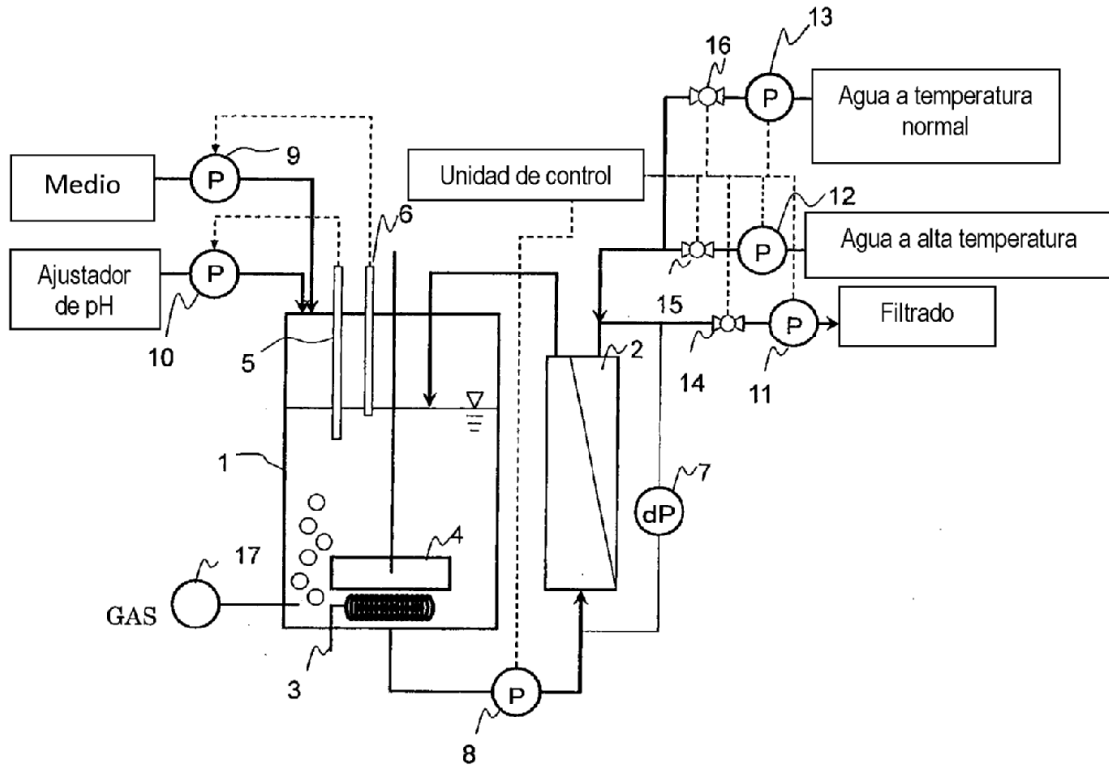 13
16
P
Agua a temperatura
normal
9
Medio
P
Unidad de control
6
12
P
Agua a alta temperatura
Ajustador
de pH
P
10
5
15
2
14
P
11
Filtrado
1
7
dP
4
17
GAS
3
P
8